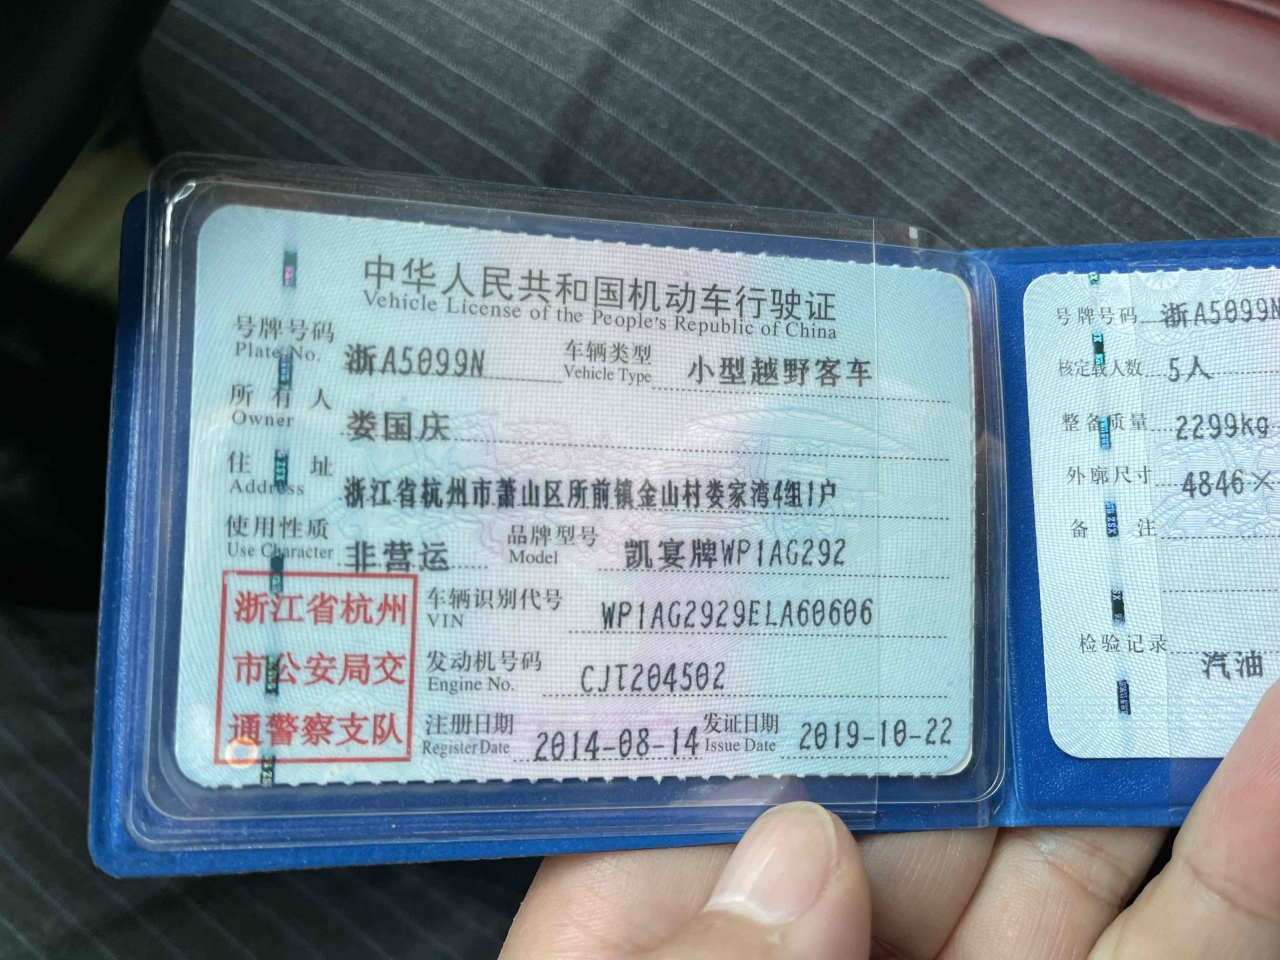 中华人民共和国机动车行驶证
Vehicle License of the People's Republic of China
号牌号码 浙A5099N 车辆类型 小型越野客车
Plate No. Vehicle Type
所有人 娄国庆
Owner
住址 浙江省杭州市萧山区所前镇金山村娄家湾4组1户
Address
使用性质 非营运 品牌型号 凯宴牌WP1AG292
Use Character Model
浙江省杭州
市公安局交
通警察支队
车辆识别代号 WP1AG2929ELA60606
VIN
发动机号码 CJT204502
Engine No.
注册日期 2014-08-14 发证日期 2019-10-22
Register Date Issue Date
号牌号码 浙A5099N
核定载人数 5人
整备质量 2299kg
外廓尺寸 4846×
备注
检验记录
汽油